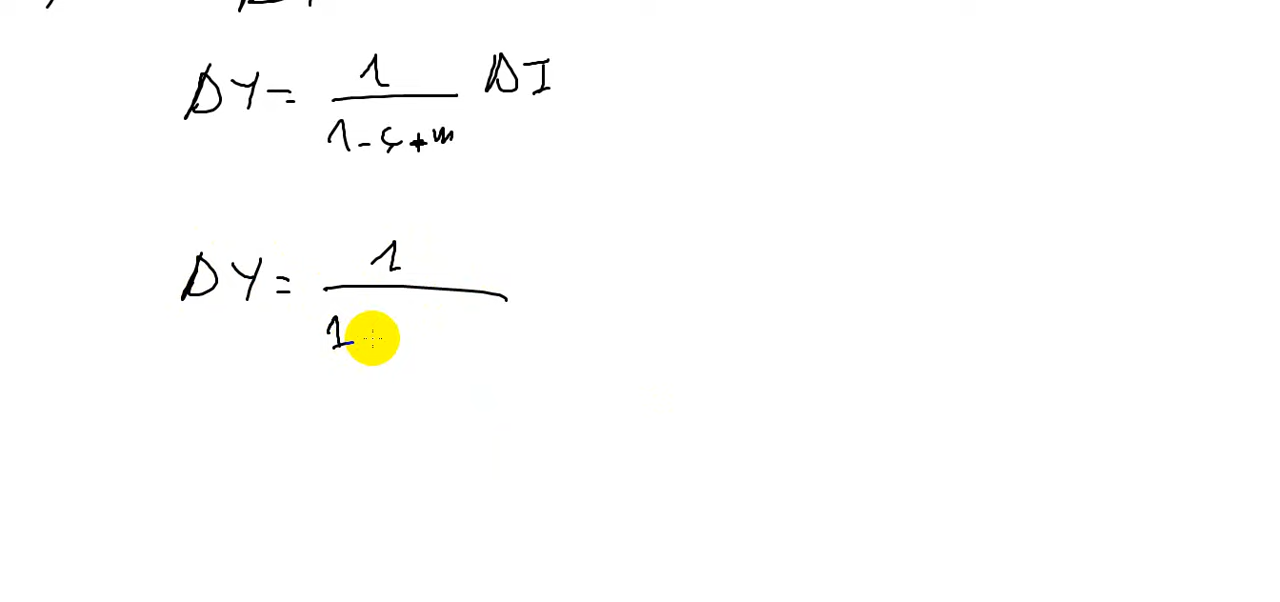 ΔY = 1/(1 - c + m) ΔI
ΔY = 1/1